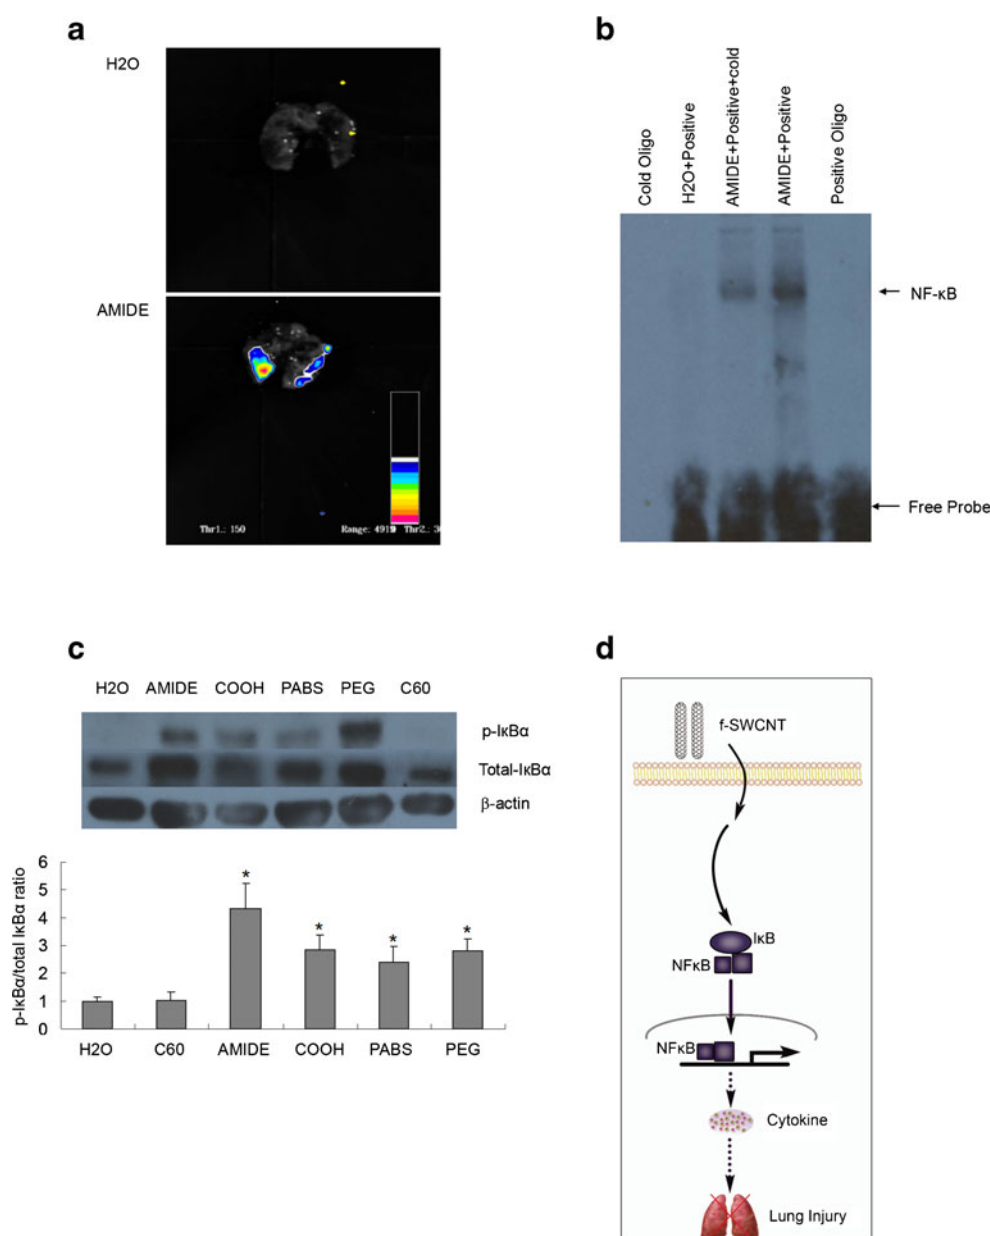 a
H2O
AMIDE
Thr1.: 150
Range: 4919
Thr2.: 3
b
Cold Oligo
H2O+Positive
AMIDE+Positive+cold
AMIDE+Positive
Positive Oligo
NF-κB
Free Probe
c
H2O AMIDE COOH PABS PEG C60
p-IκBα
Total-IκBα
β-actin
p-IκBα/total IκBα ratio
6
5
4
3
2
1
0
* * * *
H2O C60 AMIDE COOH PABS PEG
d
f-SWCNT
IκB
NFκB
NFκB
Cytokine
Lung Injury